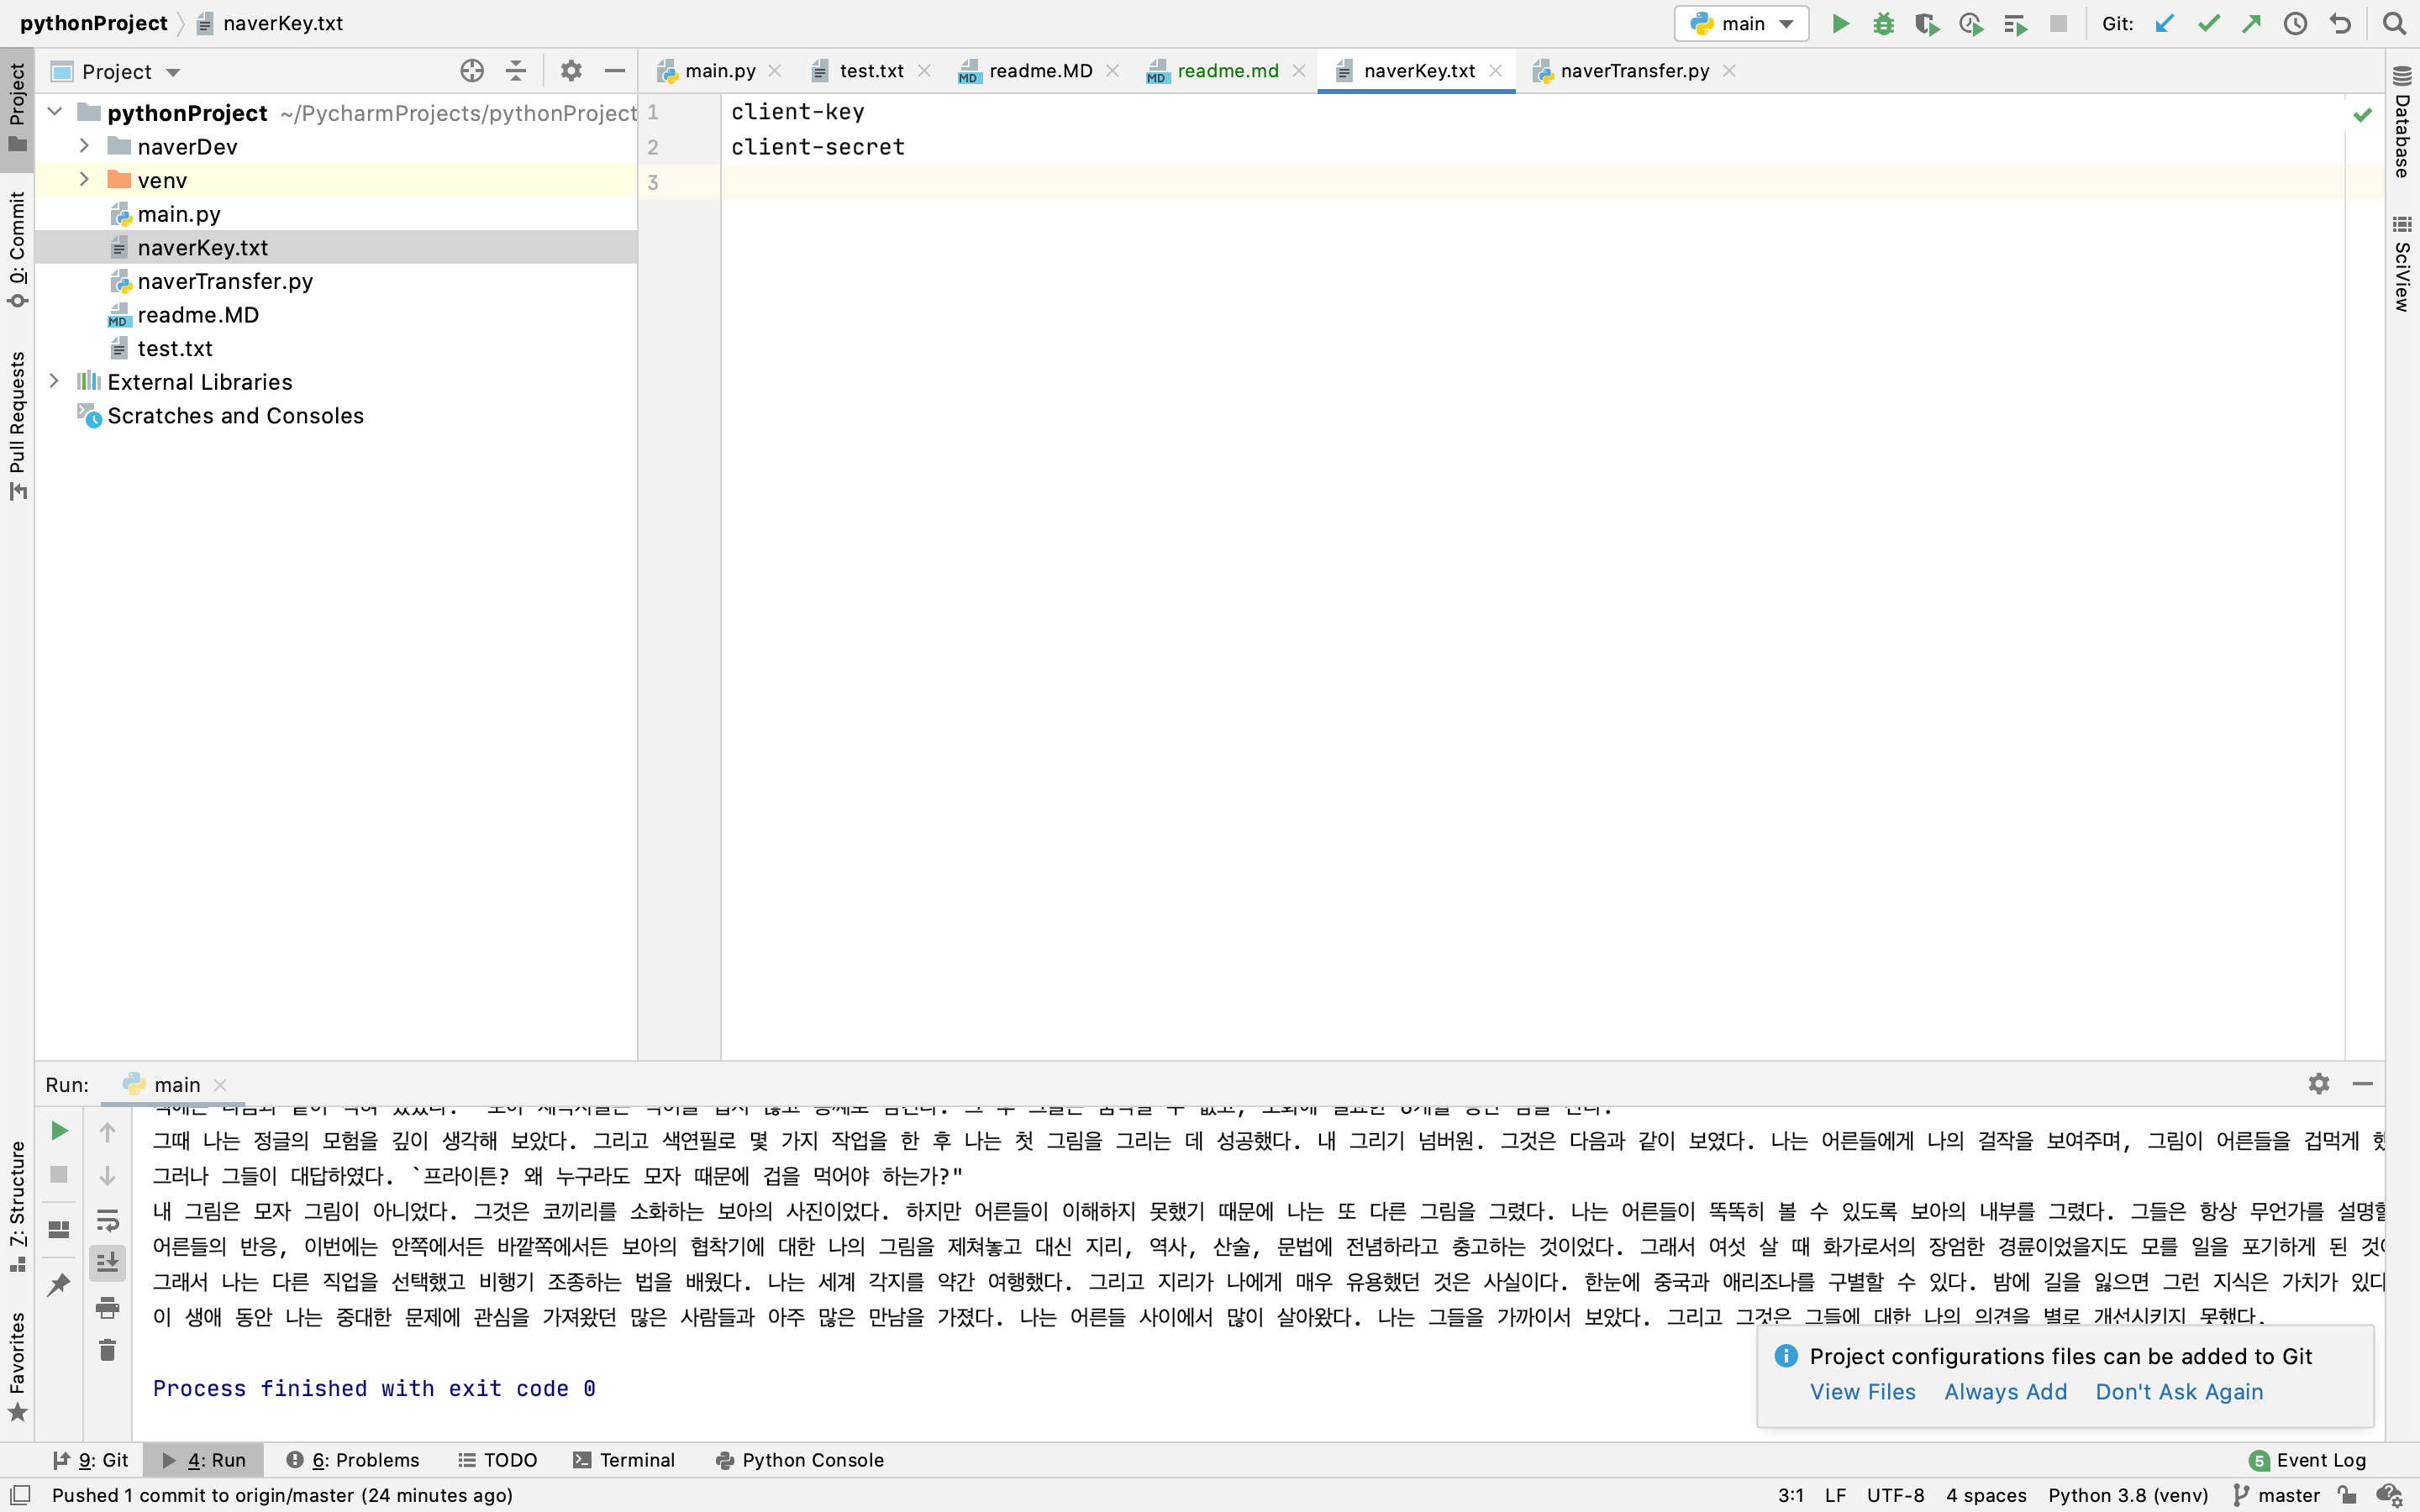 pythonProject naverKey.txt
main
Git:
Project
main.py
test.txt
readme.MD
readme.md
naverKey.txt
naverTransfer.py
Project
0: Commit
Pull Requests
7: Structure
Favorites
Database
SciView
pythonProject ~/PycharmProjects/pythonProject
naverDev
venv
main.py
naverKey.txt
naverTransfer.py
readme.MD
test.txt
External Libraries
Scratches and Consoles
1 client-key
2 client-secret
3
Run: main
그때 나는 정글의 모험을 깊이 생각해 보았다. 그리고 색연필로 몇 가지 작업을 한 후 나는 첫 그림을 그리는 데 성공했다. 내 그리기 넘버원. 그것은 다음과 같이 보였다. 나는 어른들에게 나의 걸작을 보여주며, 그림이 어른들을 겁먹게
그러나 그들이 대답하였다. `프라이튼? 왜 누구라도 모자 때문에 겁을 먹어야 하는가?"
내 그림은 모자 그림이 아니었다. 그것은 코끼리를 소화하는 보아의 사진이었다. 하지만 어른들이 이해하지 못했기 때문에 나는 또 다른 그림을 그렸다. 나는 어른들이 똑똑히 볼 수 있도록 보아의 내부를 그렸다. 그들은 항상 무언가를
어른들의 반응, 이번에는 안쪽에서든 바깥쪽에서든 보아의 협착기에 대한 나의 그림을 제쳐놓고 대신 지리, 역사, 산술, 문법에 전념하라고 충고하는 것이었다. 그래서 여섯 살 때 화가로서의 장엄한 경륜이었을지도 모를 일을 포기하게 된
그래서 나는 다른 직업을 선택했고 비행기 조종하는 법을 배웠다. 나는 세계 각지를 약간 여행했다. 그리고 지리가 나에게 매우 유용했던 것은 사실이다. 한눈에 중국과 애리조나를 구별할 수 있다. 밤에 길을 잃으면 그런 지식은 가치가 있다
이 생애 동안 나는 중대한 문제에 관심을 가져왔던 많은 사람들과 아주 많은 만남을 가졌다. 나는 어른들 사이에서 많이 살아왔다. 나는 그들을 가까이서 보았다. 그리고 그것은 그들에 대한 나의 의견을 별로 개선시키지 못했다.
Process finished with exit code 0
Project configurations files can be added to Git
View Files Always Add Don't Ask Again
9: Git 4: Run 6: Problems TODO Terminal Python Console 5 Event Log
Pushed 1 commit to origin/master (24 minutes ago) 3:1 LF UTF-8 4 spaces Python 3.8 (venv) master